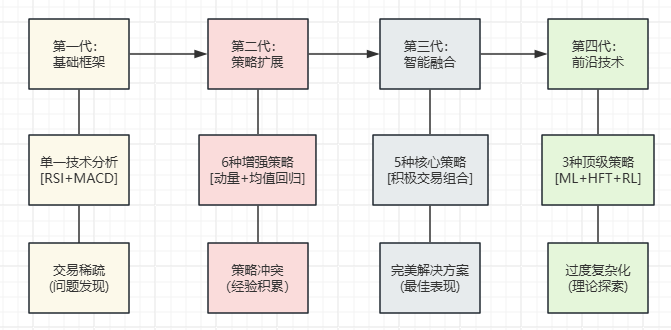 第一代：
基础框架
第二代：
策略扩展
第三代：
智能融合
第四代：
前沿技术
单一技术分析
[RSI+MACD]
6种增强策略
[动量+均值回归]
5种核心策略
[积极交易组合]
3种顶级策略
[ML+HFT+RL]
交易稀疏
(问题发现)
策略冲突
(经验积累)
完美解决方案
(最佳表现)
过度复杂化
(理论探索)